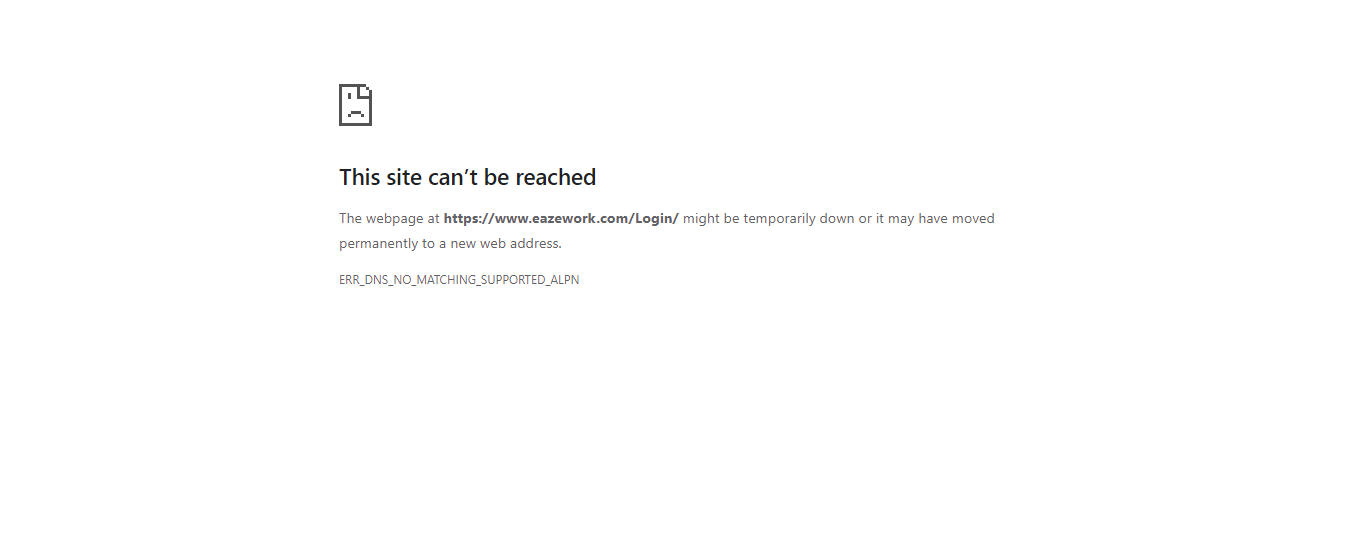 This site can’t be reached
The webpage at https://www.eazework.com/Login/ might be temporarily down or it may have moved
permanently to a new web address.
ERR_DNS_NO_MATCHING_SUPPORTED_ALPN